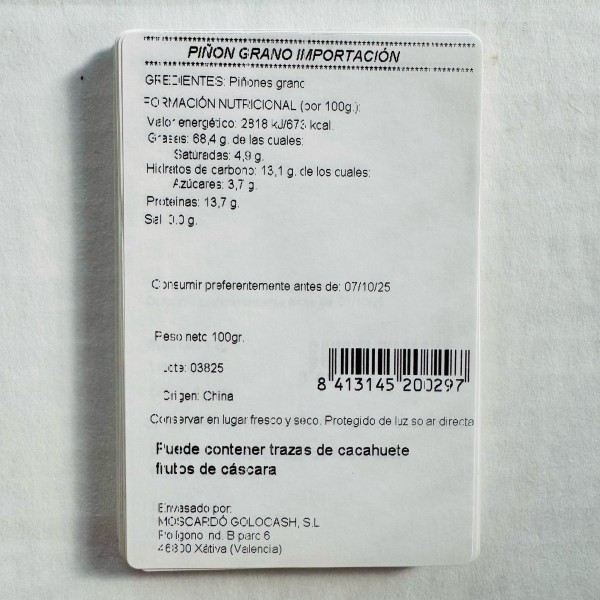 PIÑON GRANO IMPORTACIÓN
GREDIENTES: Piñones grano
FORMACIÓN NUTRICIONAL (por 100g.):
Valor energético: 2818 kJ/673 kcal
Grasas: 68,4 g. de las cuales:
Saturadas: 4,9 g.
Hidratos de carbono: 13,1 g. de los cuales:
Azúcares: 3,7 g.
Proteinas: 13,7 g.
Sal 0.0 g.
Consumir preferentemente antes de: 07/10/25
Peso neto 100gr.
Lote: 03825
8 413145 200297
Origen: China
Conservar en lugar fresco y seco. Protegido de luz solar directa
Puede contener trazas de cacahuete
frutos de cáscara
Envasado por:
MOSCARDÓ GOLOCASH, S.L
Polígono ind. B parc 6
46800 Xátiva (Valencia)